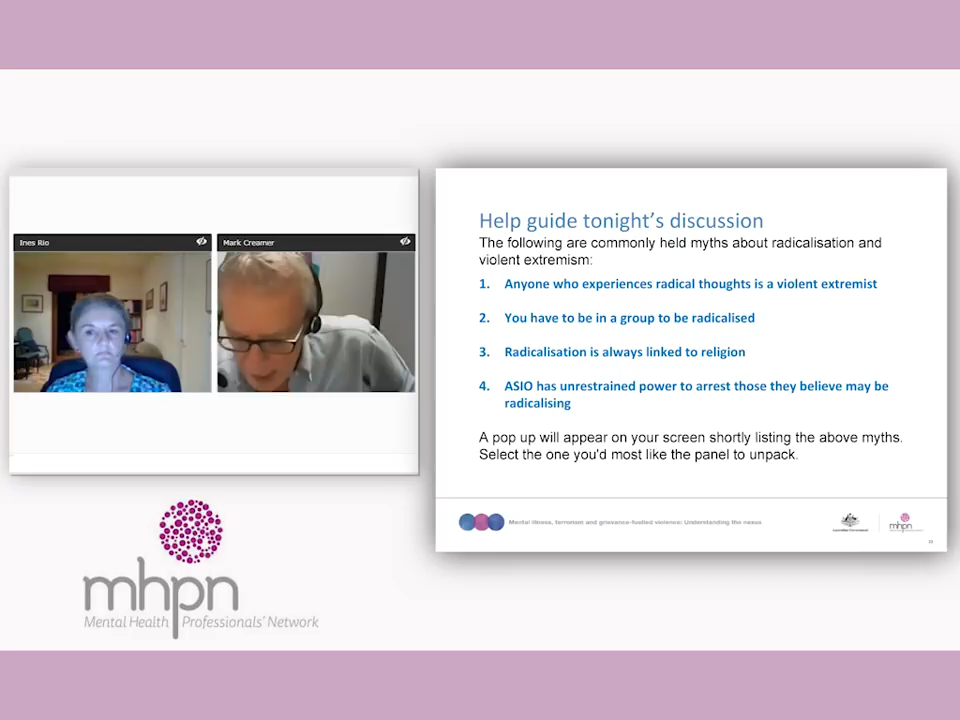 Ines Rio
Mark Creamer
Help guide tonight's discussion
The following are commonly held myths about radicalisation and
violent extremism:
1. Anyone who experiences radical thoughts is a violent extremist
2. You have to be in a group to be radicalised
3. Radicalisation is always linked to religion
4. ASIO has unrestrained power to arrest those they believe may be
radicalising
A pop up will appear on your screen shortly listing the above myths.
Select the one you'd most like the panel to unpack.
Mental illness, terrorism and grievance-fuelled violence: Understanding the nexus
mhpn
mhpn
Mental Health Professionals' Network